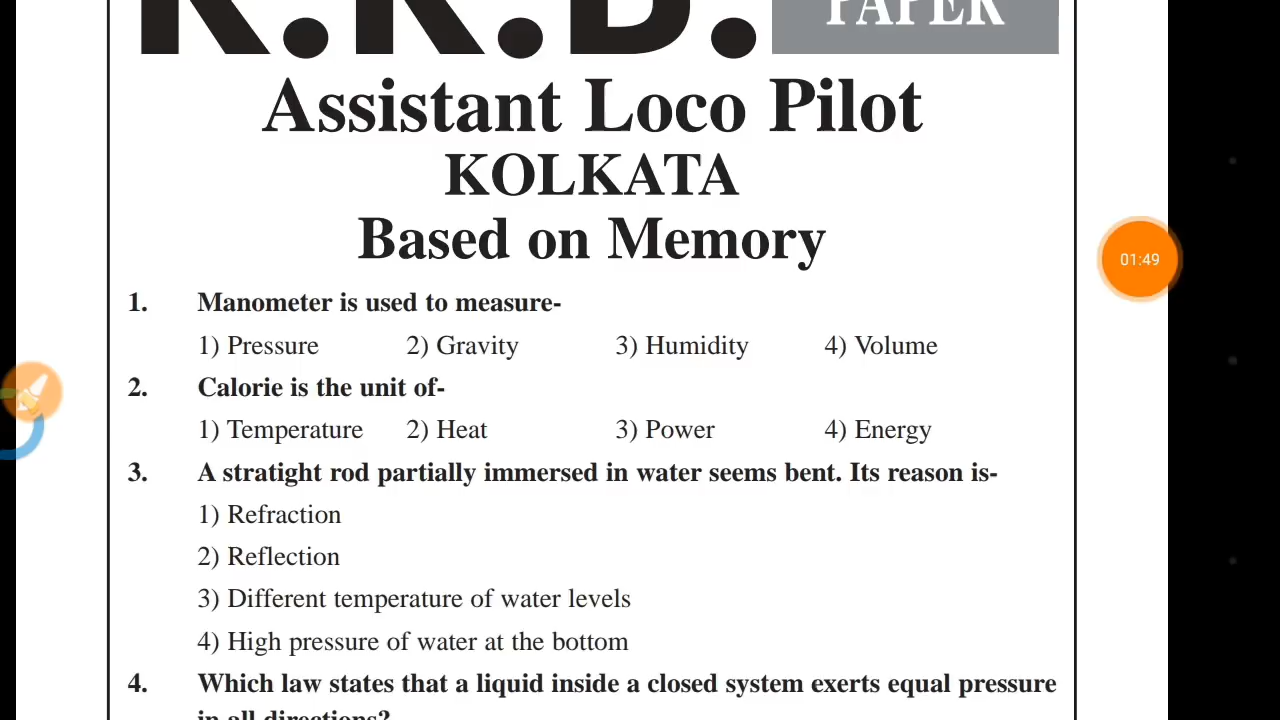 R.R.B.
PAPER
Assistant Loco Pilot
KOLKATA
Based on Memory
01:49
1. Manometer is used to measure-
1) Pressure 2) Gravity 3) Humidity 4) Volume
2. Calorie is the unit of-
1) Temperature 2) Heat 3) Power 4) Energy
3. A stratight rod partially immersed in water seems bent. Its reason is-
1) Refraction
2) Reflection
3) Different temperature of water levels
4) High pressure of water at the bottom
4. Which law states that a liquid inside a closed system exerts equal pressure
in all directions?